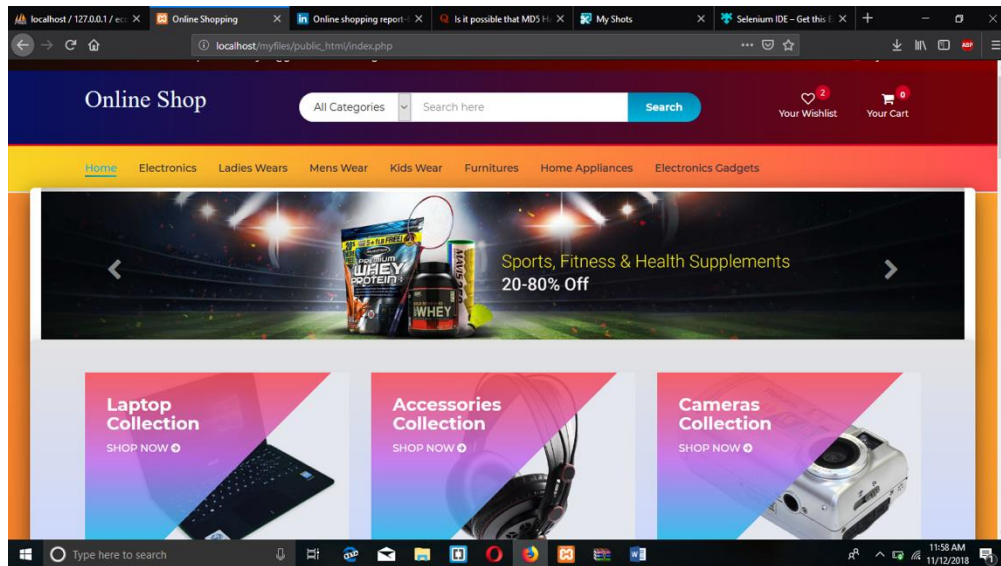 localhost / 127.0.0.1 / eco
Online Shopping
Online shopping report-
Is it possible that MD5 H
My Shots
Selenium IDE – Get this E
localhost/myfiles/public_html/index.php
ABP
Online Shop
All Categories
Search here
Search
2
Your Wishlist
0
Your Cart
Home
Electronics
Ladies Wears
Mens Wear
Kids Wear
Furnitures
Home Appliances
Electronics Gadgets
PREMIUM
WHEY
PROTEIN
WHEY
MAVIS
Sports, Fitness & Health Supplements
20-80% Off
Laptop
Collection
SHOP NOW
Accessories
Collection
SHOP NOW
Cameras
Collection
SHOP NOW
Type here to search
11:58 AM
11/12/2018